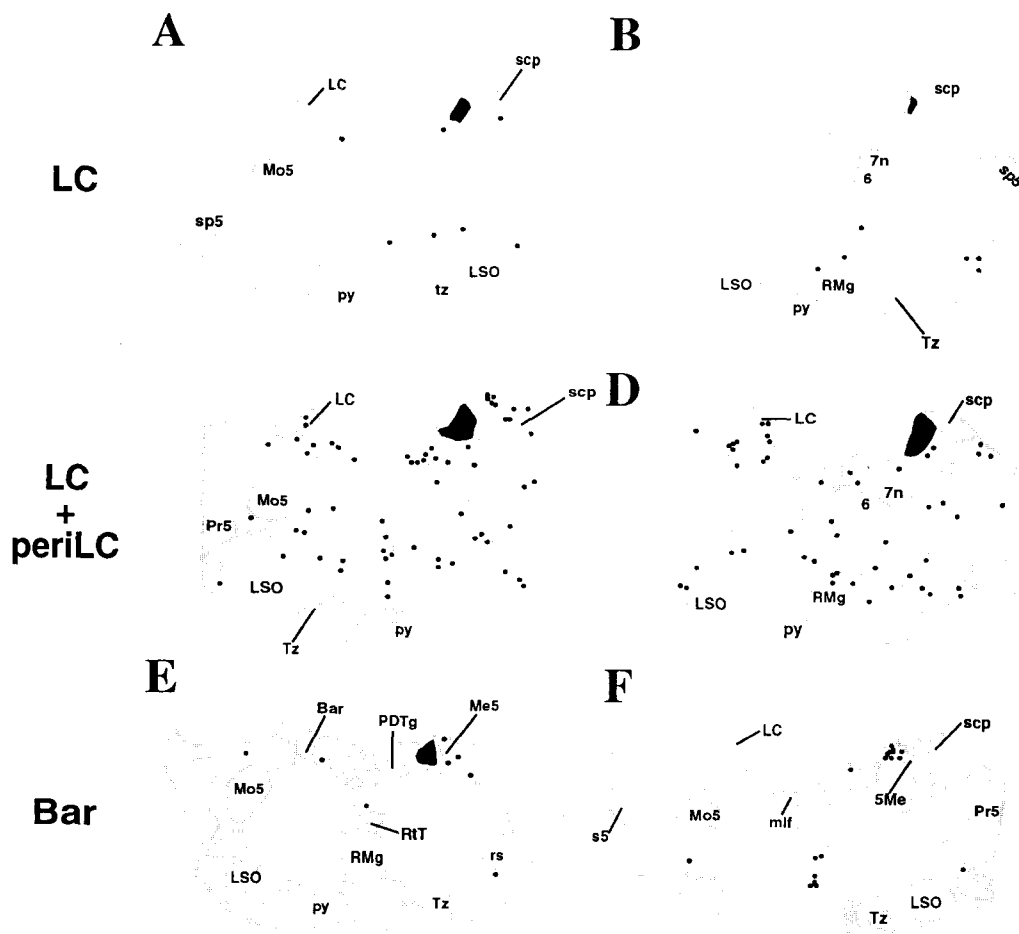 A
B
LC
scp
scp
LC
Mo5
7n
6
sp5
sp5
py
tz
LSO
LSO
py
RMg
Tz
D
LC
+
periLC
LC
scp
LC
scp
Mo5
Pr5
7n
6
LSO
LSO
RMg
Tz
py
py
E
F
Bar
Bar
PDTg
Me5
LC
scp
Mo5
5Me
s5
Mo5
mlf
Pr5
RtT
RMg
rs
LSO
py
Tz
Tz
LSO